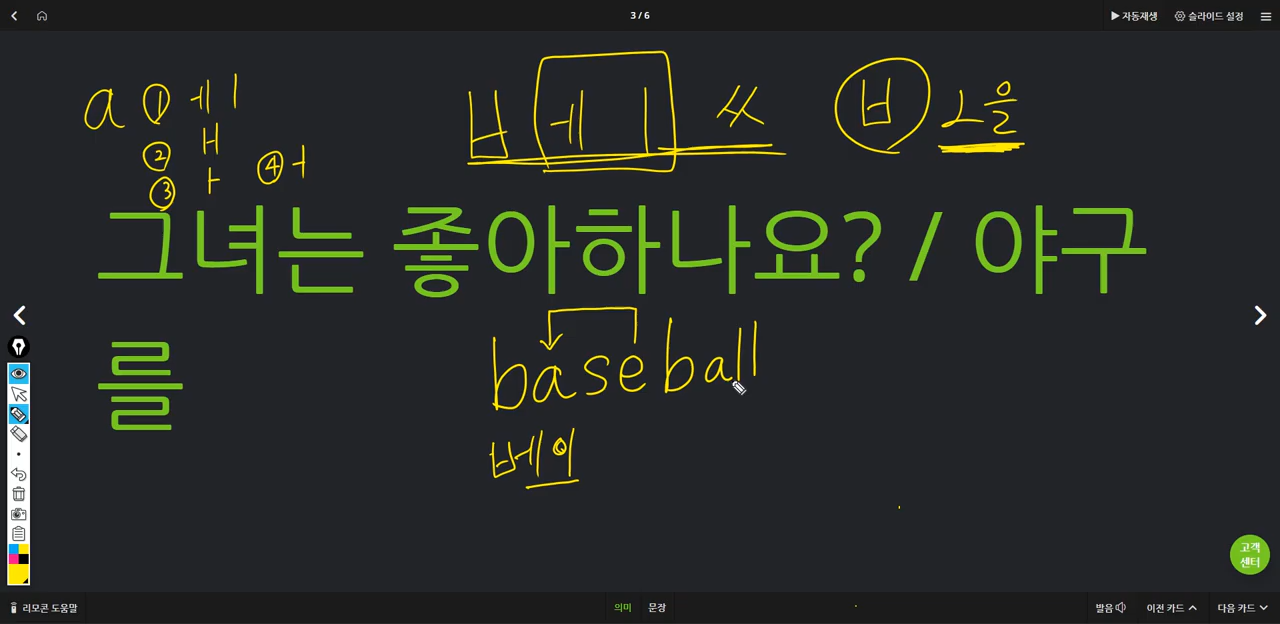 3 / 6
자동재생
슬라이드 설정
a ① ㅔㅣ
② ㅐ
③ ㅏ ④ ㅓ
ㅂ ㅔㅣ ㅆ ㅂ
그녀는 좋아하나요? / 야구
를
baseball
베이
고객
센터
리모콘 도움말
의미
문장
발음
이전 카드
다음 카드